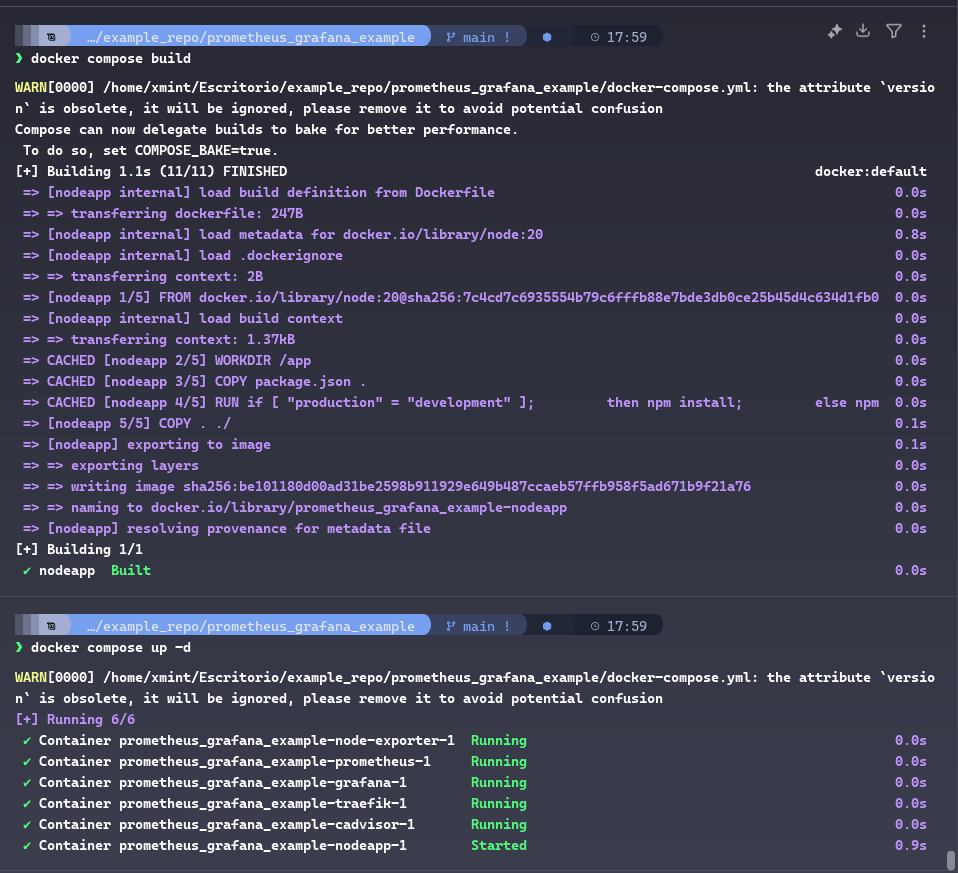 …/example_repo/prometheus_grafana_example main ! 17:59
❯ docker compose build
WARN[0000] /home/xmint/Escritorio/example_repo/prometheus_grafana_example/docker-compose.yml: the attribute `versio
n` is obsolete, it will be ignored, please remove it to avoid potential confusion
Compose can now delegate builds to bake for better performance.
To do so, set COMPOSE_BAKE=true.
[+] Building 1.1s (11/11) FINISHED docker:default
=> [nodeapp internal] load build definition from Dockerfile 0.0s
=> => transferring dockerfile: 247B 0.0s
=> [nodeapp internal] load metadata for docker.io/library/node:20 0.8s
=> [nodeapp internal] load .dockerignore 0.0s
=> => transferring context: 2B 0.0s
=> [nodeapp 1/5] FROM docker.io/library/node:20@sha256:7c4cd7c6935554b79c6fffb88e7bde3db0ce25b45d4c634d1fb0 0.0s
=> [nodeapp internal] load build context 0.0s
=> => transferring context: 1.37kB 0.0s
=> CACHED [nodeapp 2/5] WORKDIR /app 0.0s
=> CACHED [nodeapp 3/5] COPY package.json . 0.0s
=> CACHED [nodeapp 4/5] RUN if [ "production" = "development" ]; then npm install; else npm 0.0s
=> [nodeapp 5/5] COPY . ./ 0.1s
=> [nodeapp] exporting to image 0.1s
=> => exporting layers 0.0s
=> => writing image sha256:be101180d00ad31be2598b911929e649b487ccaeb57ffb958f5ad671b9f21a76 0.0s
=> => naming to docker.io/library/prometheus_grafana_example-nodeapp 0.0s
=> [nodeapp] resolving provenance for metadata file 0.0s
[+] Building 1/1
✔ nodeapp Built 0.0s
…/example_repo/prometheus_grafana_example main ! 17:59
❯ docker compose up -d
WARN[0000] /home/xmint/Escritorio/example_repo/prometheus_grafana_example/docker-compose.yml: the attribute `versio
n` is obsolete, it will be ignored, please remove it to avoid potential confusion
[+] Running 6/6
✔ Container prometheus_grafana_example-node-exporter-1 Running 0.0s
✔ Container prometheus_grafana_example-prometheus-1 Running 0.0s
✔ Container prometheus_grafana_example-grafana-1 Running 0.0s
✔ Container prometheus_grafana_example-traefik-1 Running 0.0s
✔ Container prometheus_grafana_example-cadvisor-1 Running 0.0s
✔ Container prometheus_grafana_example-nodeapp-1 Started 0.9s